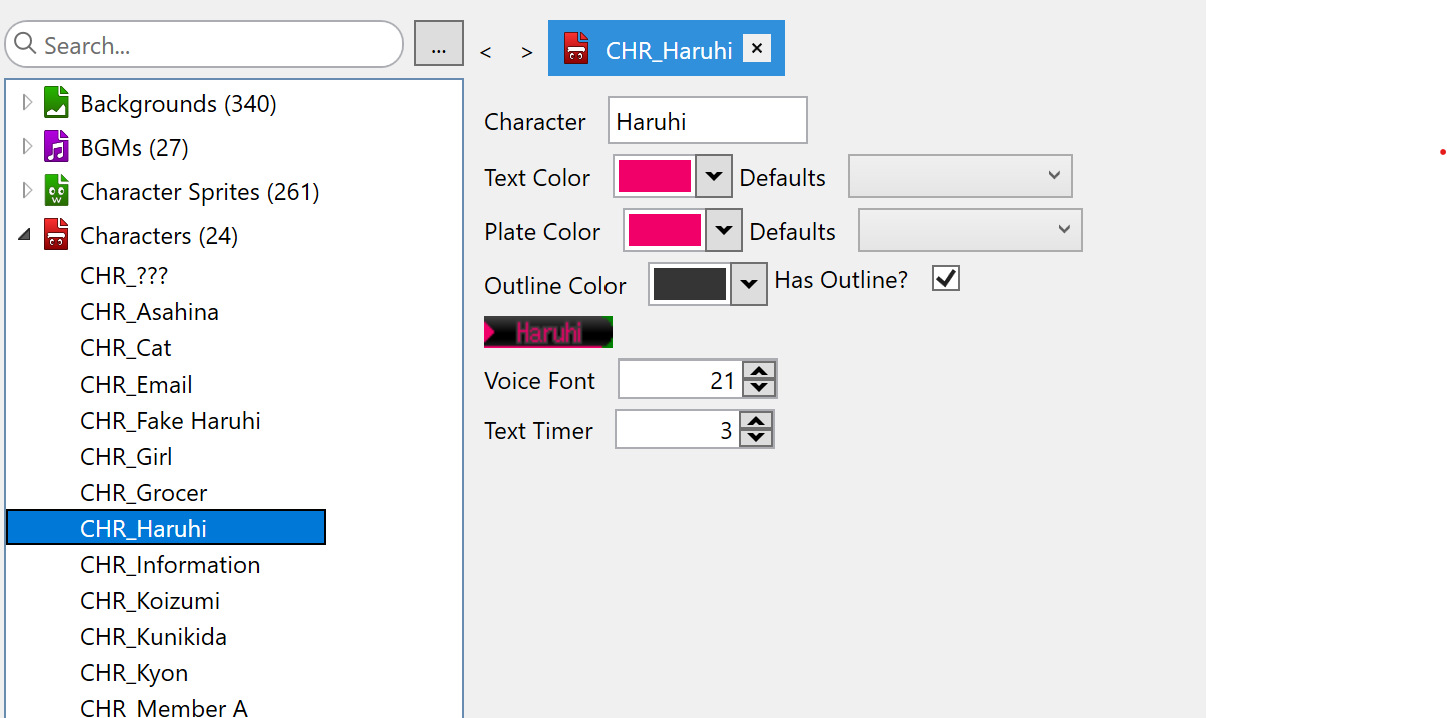 Search...
...
< >
CHR_Haruhi
Backgrounds (340)
BGMs (27)
Character Sprites (261)
Characters (24)
CHR_???
CHR_Asahina
CHR_Cat
CHR_Email
CHR_Fake Haruhi
CHR_Girl
CHR_Grocer
CHR_Haruhi
CHR_Information
CHR_Koizumi
CHR_Kunikida
CHR_Kyon
CHR_Member A
Character Haruhi
Text Color Defaults
Plate Color Defaults
Outline Color Has Outline?
Haruhi
Voice Font 21
Text Timer 3